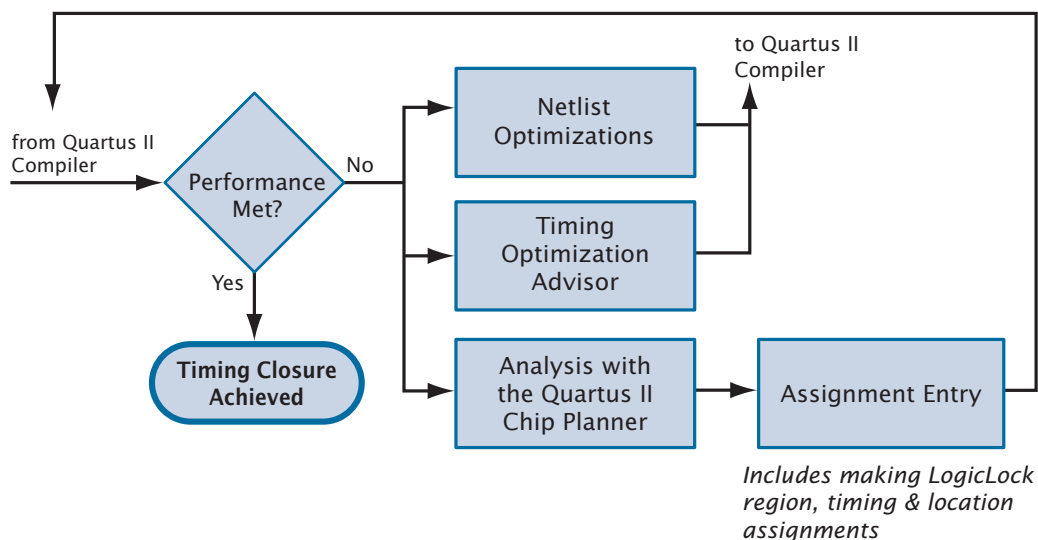 to Quartus II
Compiler
from Quartus II
Compiler
Performance
Met?
No
Yes
Timing Closure
Achieved
Netlist
Optimizations
Timing
Optimization
Advisor
Analysis with
the Quartus II
Chip Planner
Assignment Entry
Includes making LogicLock
region, timing & location
assignments